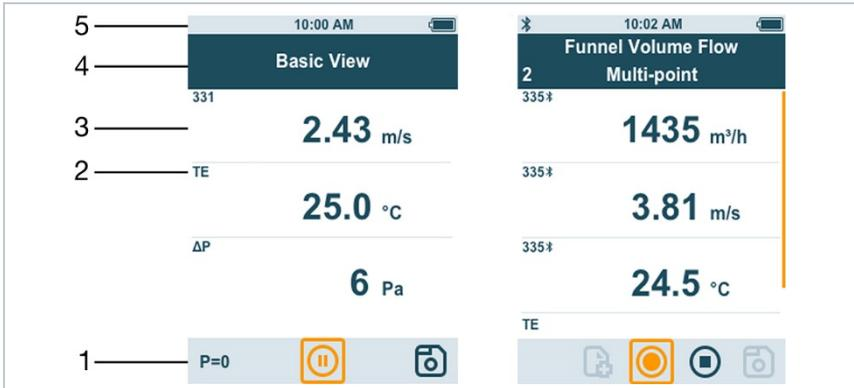 5
10:00 AM
4
Basic View
331
3
2.43 m/s
2
TE
25.0 °C
ΔP
6 Pa
1
P=0
10:02 AM
Funnel Volume Flow
2 Multi-point
335
1435 m³/h
335
3.81 m/s
335
24.5 °C
TE